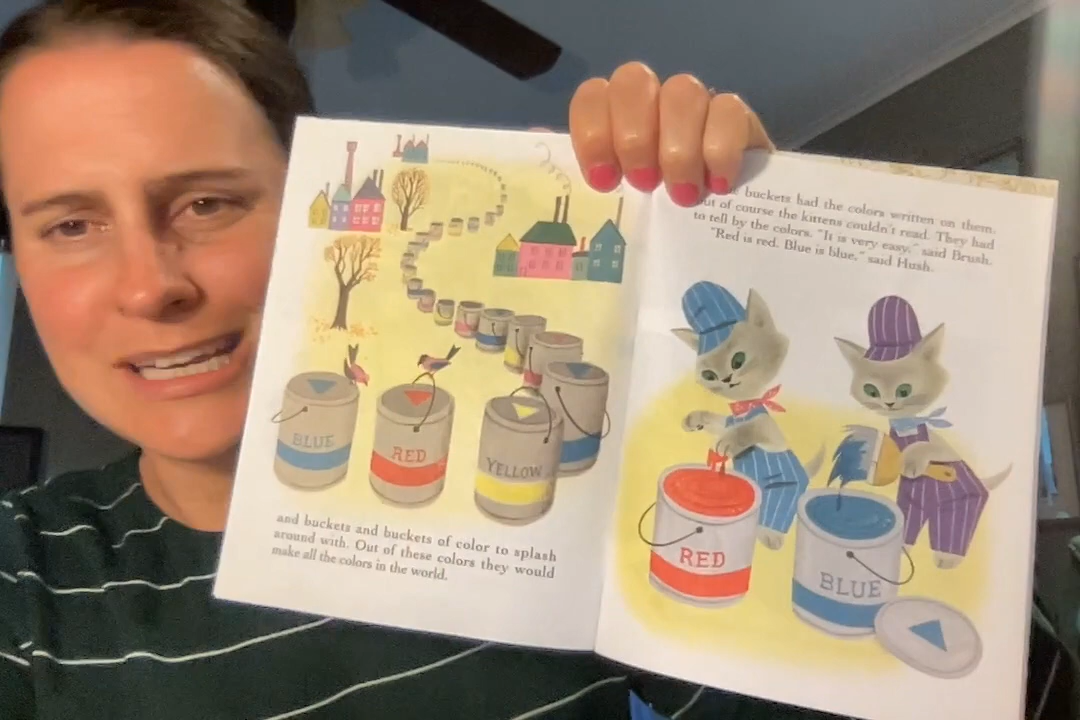 BLUE
RED
YELLOW
and buckets and buckets of color to splash
around with. Out of these colors they would
make all the colors in the world.
buckets had the colors written on them.
of course the kittens couldn't read. They had
to tell by the colors. "It is very easy," said Brush.
"Red is red. Blue is blue," said Hush.
RED
BLUE